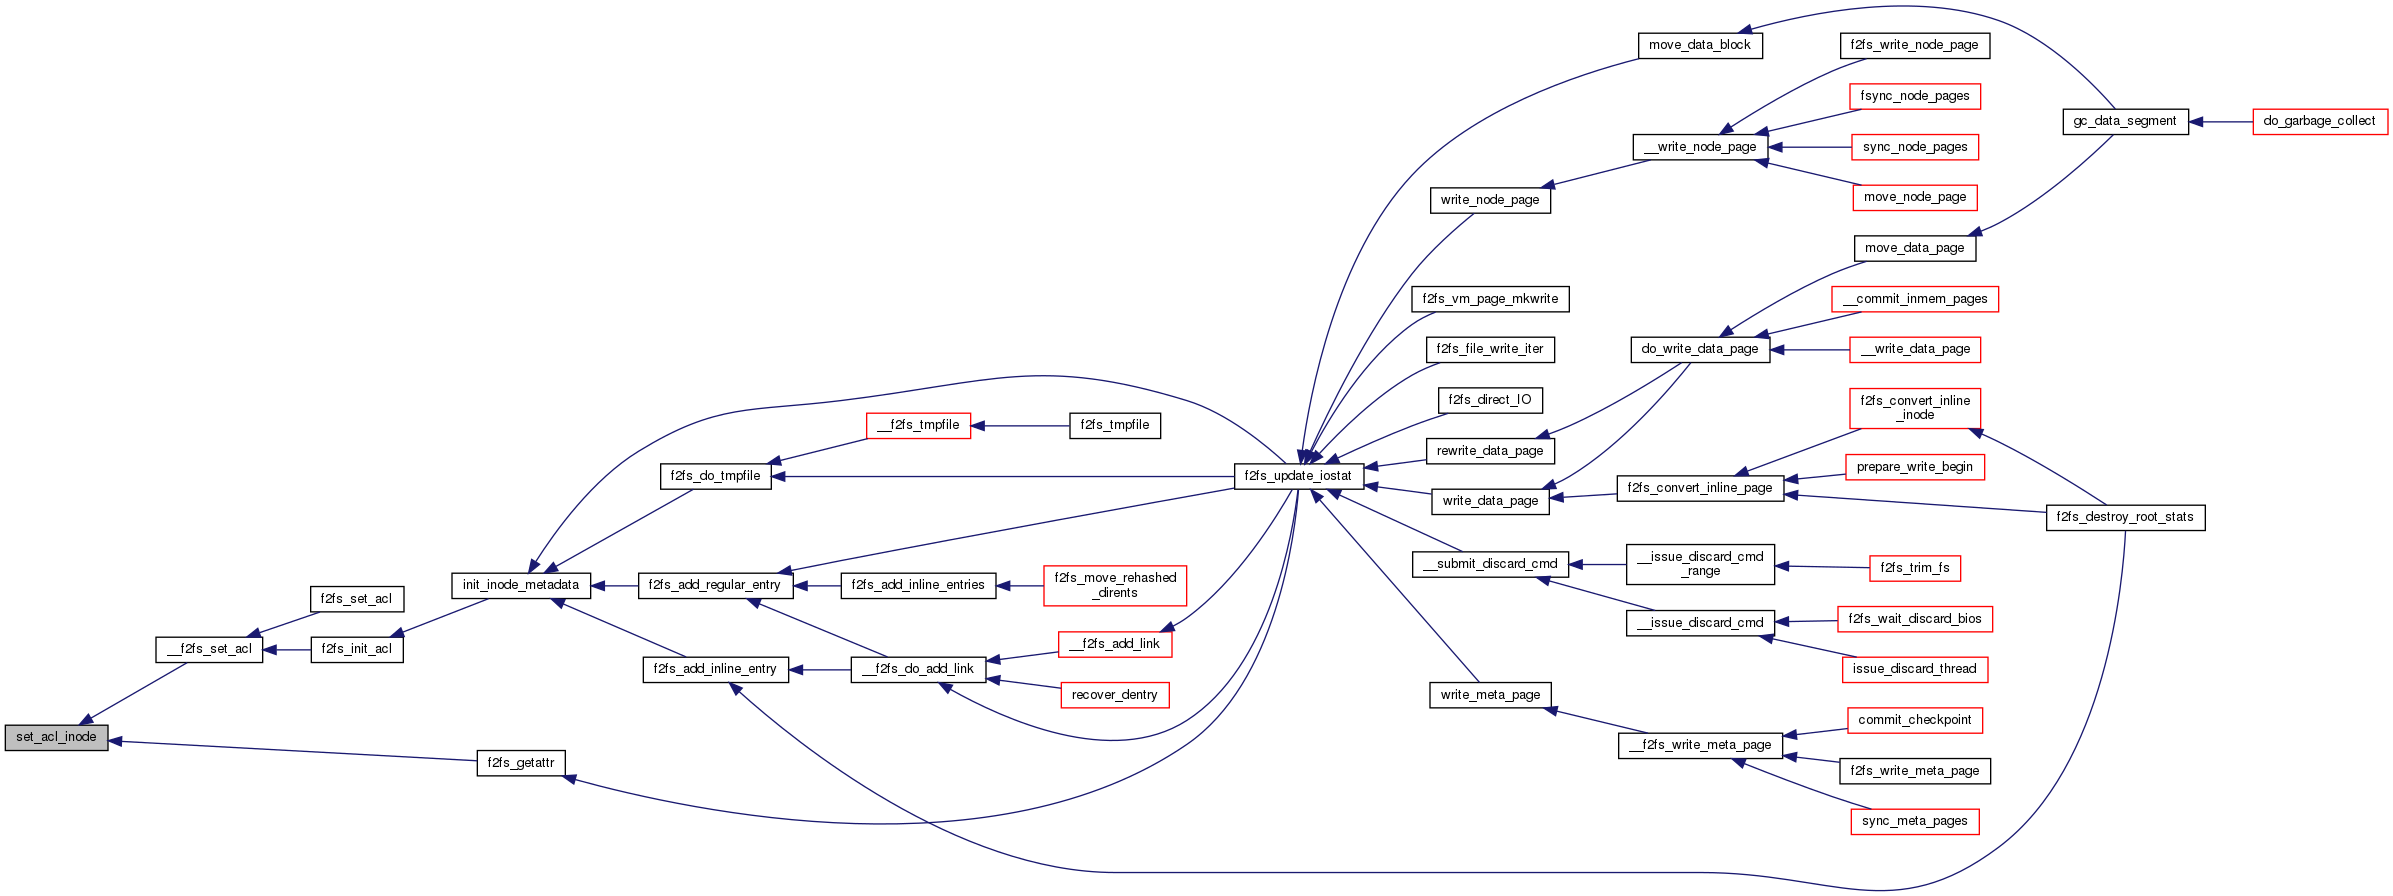 set_acl_inode
__f2fs_set_acl
f2fs_getattr
f2fs_set_acl
f2fs_init_acl
init_inode_metadata
f2fs_do_tmpfile
f2fs_add_regular_entry
f2fs_add_inline_entry
__f2fs_tmpfile
f2fs_add_inline_entries
__f2fs_do_add_link
f2fs_tmpfile
f2fs_move_rehashed
_dirents
__f2fs_add_link
recover_dentry
f2fs_update_iostat
write_node_page
f2fs_vm_page_mkwrite
f2fs_file_write_iter
f2fs_direct_IO
rewrite_data_page
write_data_page
__submit_discard_cmd
write_meta_page
move_data_block
__write_node_page
do_write_data_page
f2fs_convert_inline_page
__issue_discard_cmd
_range
__issue_discard_cmd
__f2fs_write_meta_page
f2fs_write_node_page
fsync_node_pages
sync_node_pages
move_node_page
move_data_page
__commit_inmem_pages
__write_data_page
f2fs_convert_inline
_inode
prepare_write_begin
f2fs_trim_fs
f2fs_wait_discard_bios
issue_discard_thread
commit_checkpoint
f2fs_write_meta_page
sync_meta_pages
gc_data_segment
f2fs_destroy_root_stats
do_garbage_collect